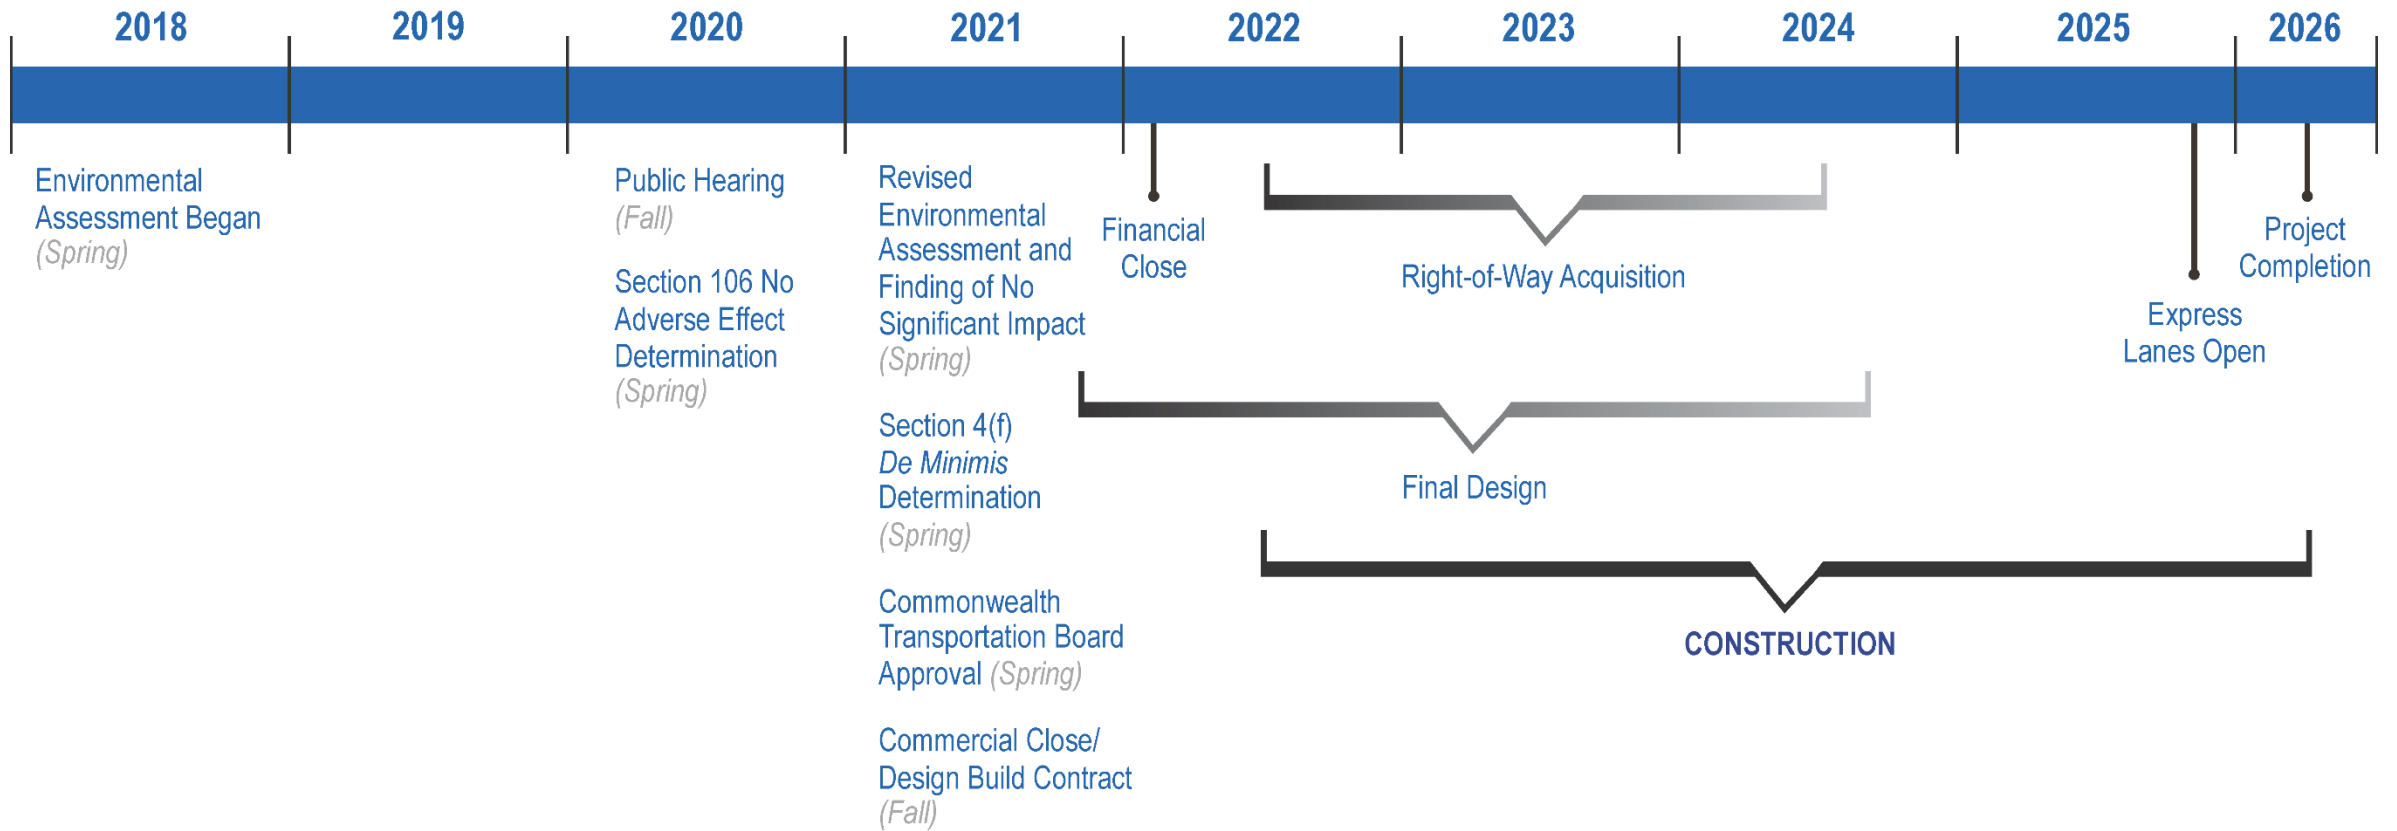 2018 2019 2020 2021 2022 2023 2024 2025 2026
Environmental
Assessment Began
(Spring)
Public Hearing
(Fall)
Section 106 No
Adverse Effect
Determination
(Spring)
Revised
Environmental
Assessment and
Finding of No
Significant Impact
(Spring)
Section 4(f)
De Minimis
Determination
(Spring)
Commonwealth
Transportation Board
Approval (Spring)
Commercial Close/
Design Build Contract
(Fall)
Financial
Close
Right-of-Way Acquisition
Final Design
CONSTRUCTION
Express
Lanes Open
Project
Completion